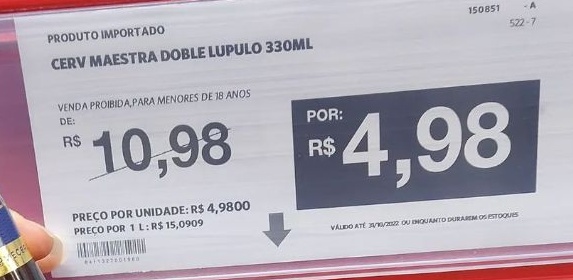 150851 - A
522-7
PRODUTO IMPORTADO
CERV MAESTRA DOBLE LUPULO 330ML
VENDA PROIBIDA,PARA MENORES DE 18 ANOS
DE:
R$ 10,98
POR:
R$ 4,98
PREÇO POR UNIDADE: R$ 4,9800
PREÇO POR 1 L: R$ 15,0909
VÁLIDO ATÉ 31/10/2022 OU ENQUANTO DURAREM OS ESTOQUES